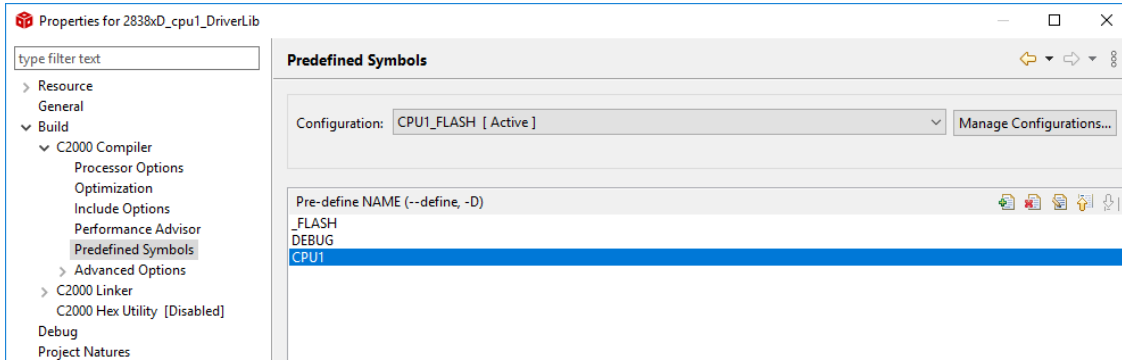 Properties for 2838xD_cpu1_DriverLib
type filter text
Resource
General
Build
C2000 Compiler
Processor Options
Optimization
Include Options
Performance Advisor
Predefined Symbols
Advanced Options
C2000 Linker
C2000 Hex Utility [Disabled]
Debug
Project Natures
Predefined Symbols
Configuration: CPU1_FLASH [ Active ] Manage Configurations...
Pre-define NAME (--define, -D)
_FLASH
DEBUG
CPU1